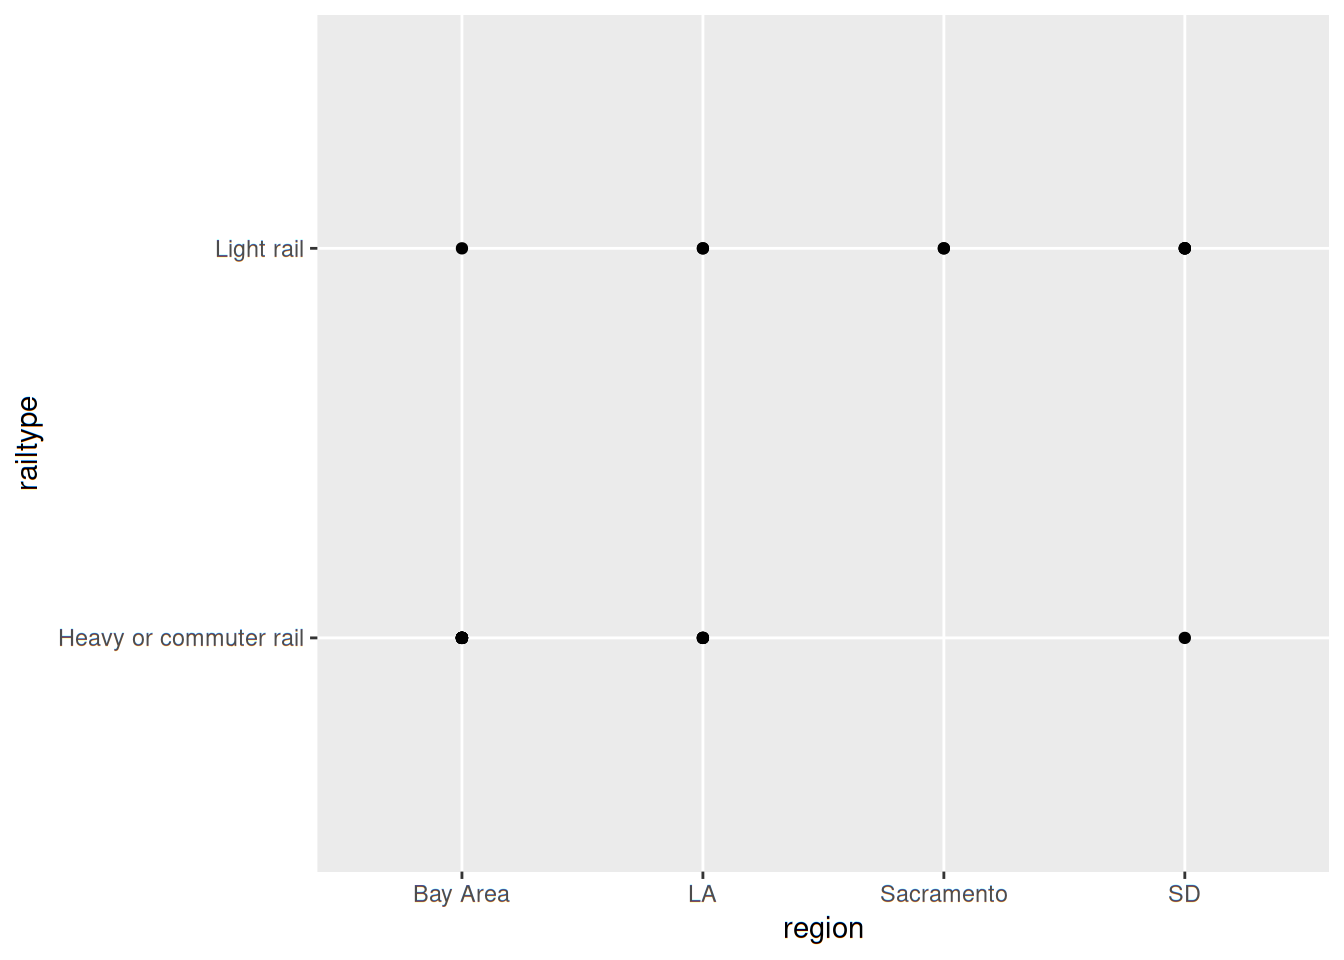 Light rail
railtype
Heavy or commuter rail
Bay Area LA Sacramento SD
region